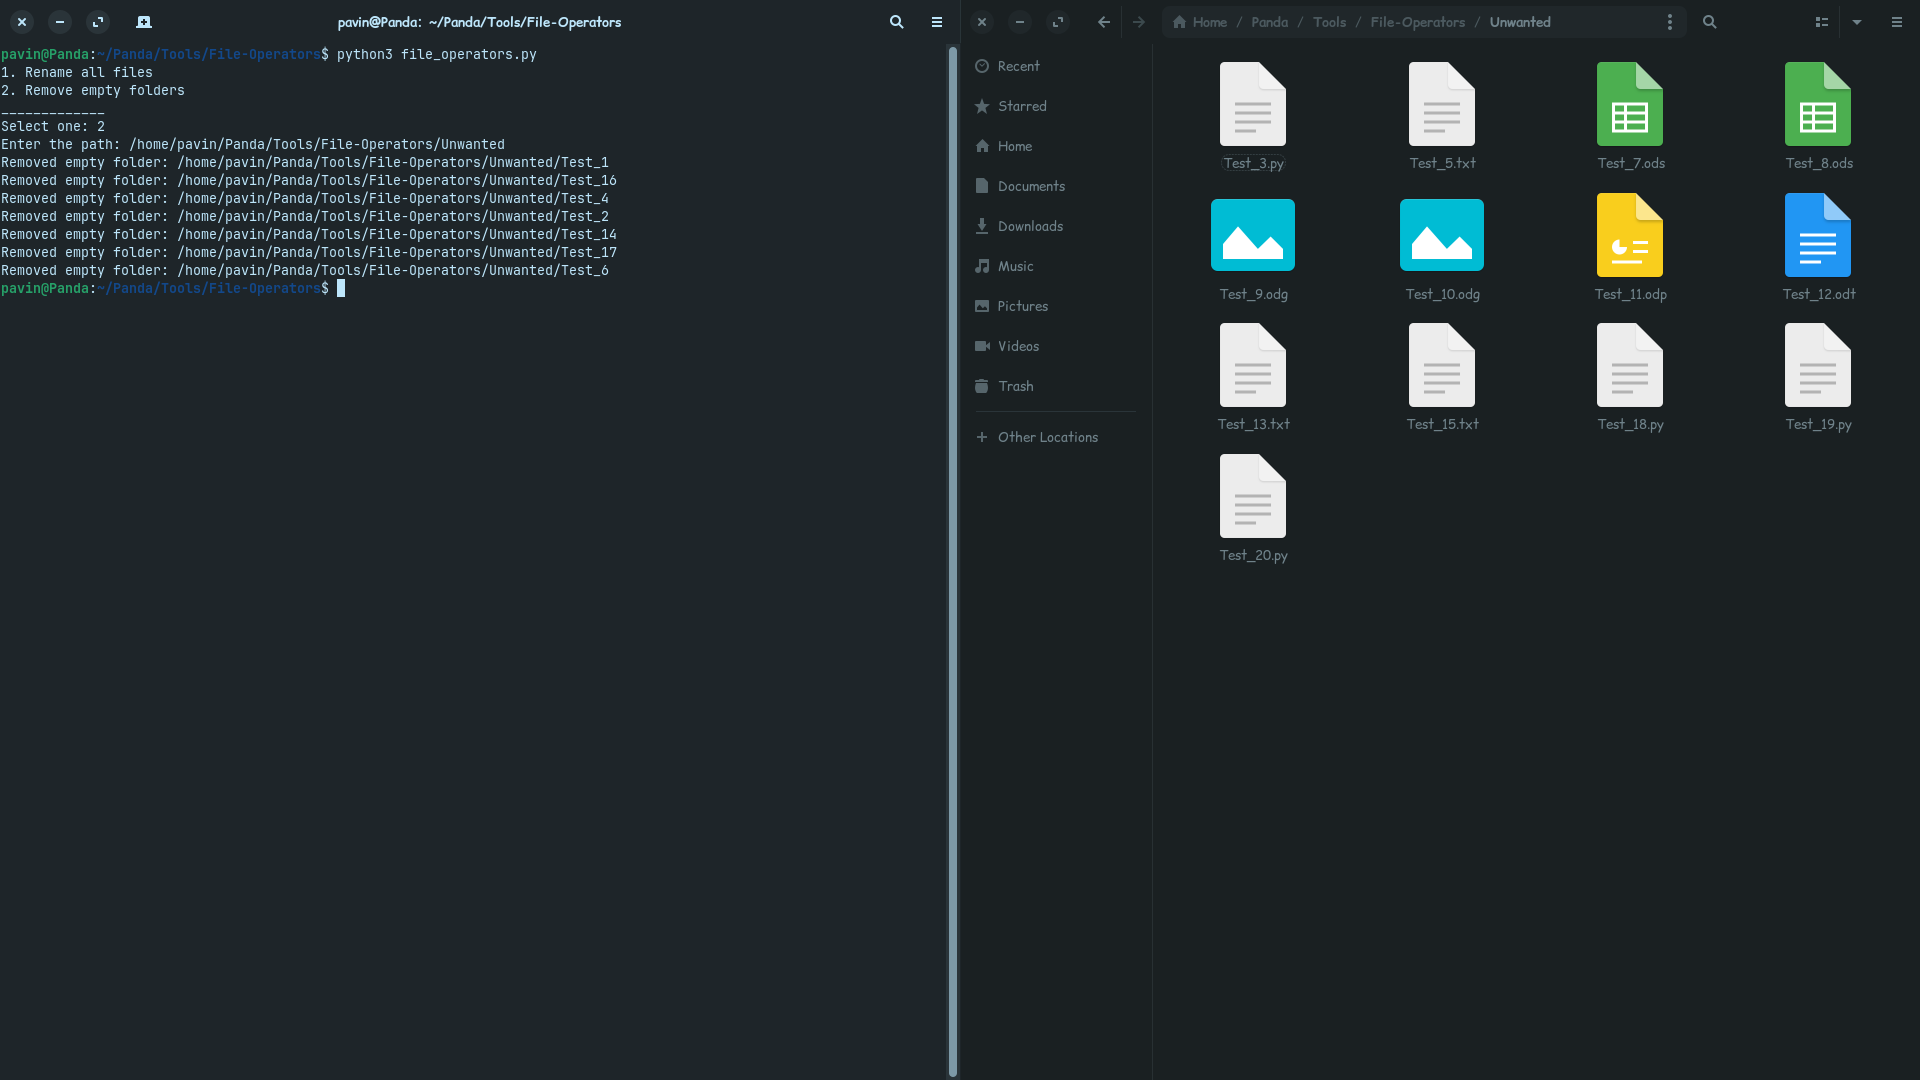 pavin@Panda: ~/Panda/Tools/File-Operators
pavin@Panda:~/Panda/Tools/File-Operators$ python3 file_operators.py
1. Rename all files
2. Remove empty folders
_____________
Select one: 2
Enter the path: /home/pavin/Panda/Tools/File-Operators/Unwanted
Removed empty folder: /home/pavin/Panda/Tools/File-Operators/Unwanted/Test_1
Removed empty folder: /home/pavin/Panda/Tools/File-Operators/Unwanted/Test_16
Removed empty folder: /home/pavin/Panda/Tools/File-Operators/Unwanted/Test_4
Removed empty folder: /home/pavin/Panda/Tools/File-Operators/Unwanted/Test_2
Removed empty folder: /home/pavin/Panda/Tools/File-Operators/Unwanted/Test_14
Removed empty folder: /home/pavin/Panda/Tools/File-Operators/Unwanted/Test_17
Removed empty folder: /home/pavin/Panda/Tools/File-Operators/Unwanted/Test_6
pavin@Panda:~/Panda/Tools/File-Operators$
Home / Panda / Tools / File-Operators / Unwanted
Recent
Starred
Home
Documents
Downloads
Music
Pictures
Videos
Trash
Other Locations
Test_3.py Test_5.txt Test_7.ods Test_8.ods
Test_9.odg Test_10.odg Test_11.odp Test_12.odt
Test_13.txt Test_15.txt Test_18.py Test_19.py
Test_20.py